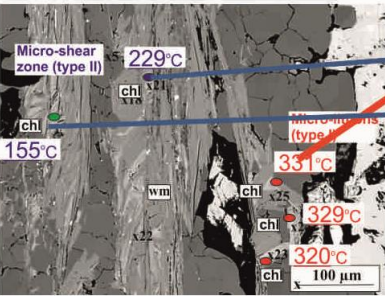 Micro-shear
zone (type II)
229°C
x21
chl
x18
chl
155°C
(type I
331°C
chl
x25
wm
329°C
chl
x22
x23
320°C
chl
100 µm
x